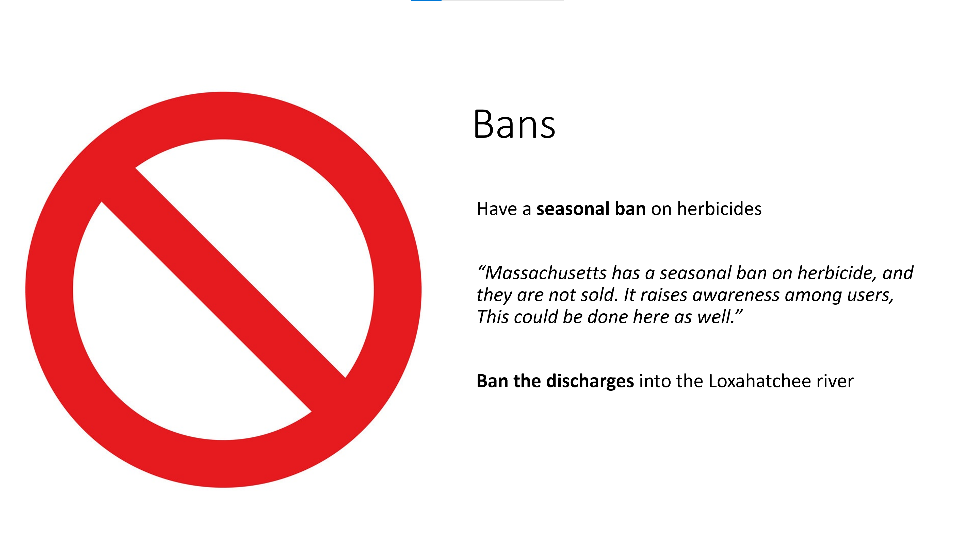 Bans
Have a seasonal ban on herbicides
“Massachusetts has a seasonal ban on herbicide, and
they are not sold. It raises awareness among users,
This could be done here as well.”
Ban the discharges into the Loxahatchee river